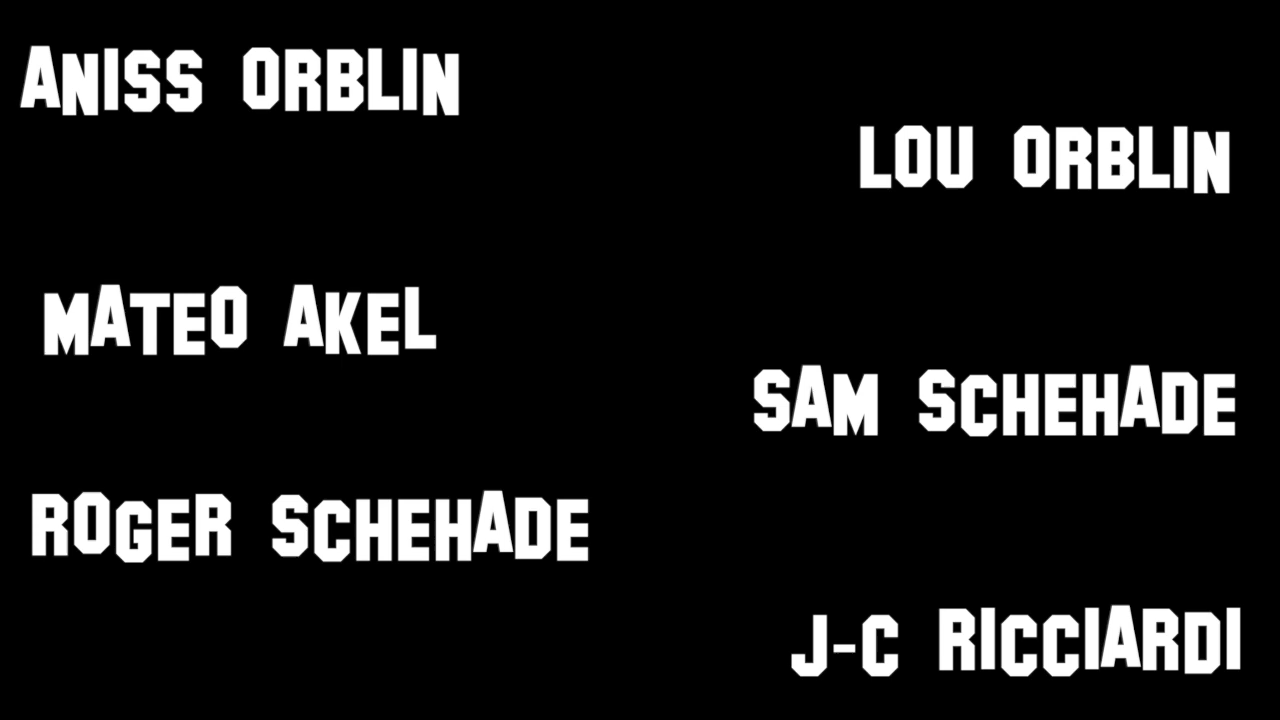 ANISS ORBLIN
LOU ORBLIN
MATEO AKEL
SAM SCHEHADE
ROGER SCHEHADE
J-C RICCIARDI